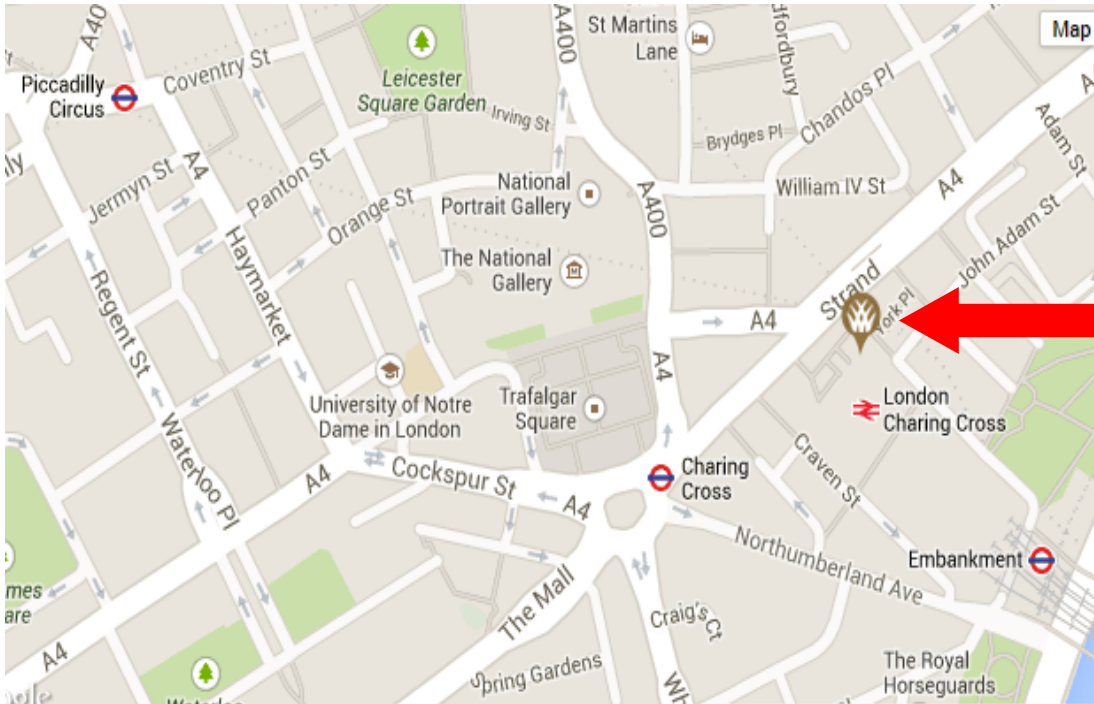 A40
Piccadilly
Circus
Coventry St
Leicester
Square Garden
A400
St Martins
Lane
Map
Chandos Pl
Brydges Pl
Irving St
Adam St
A4
Jermyn St
Panton St
Orange St
National
Portrait Gallery
A400
William IV St
A4
John Adam St
Haymarket
The National
Gallery
Regent St
Strand
York Pl
A4
A4
University of Notre
Dame in London
Trafalgar
Square
London
Charing Cross
Waterloo Pl
A4
Cockspur St
A4
Charing
Cross
Craven St
Northumberland Ave
Embankment
The Mall
Craig's Ct
Spring Gardens
A4
The Royal
Horseguards